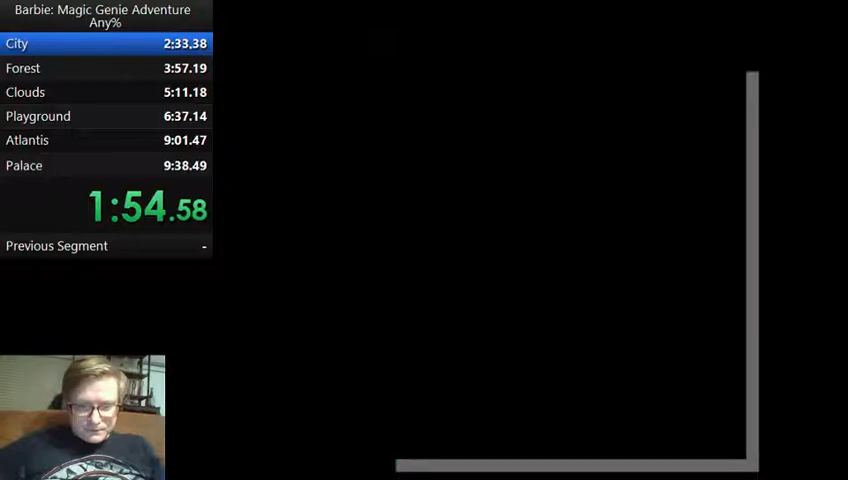 Barbie: Magic Genie Adventure
Any%
City 2:33.38
Forest 3:57.19
Clouds 5:11.18
Playground 6:37.14
Atlantis 9:01.47
Palace 9:38.49
1:54.58
Previous Segment -